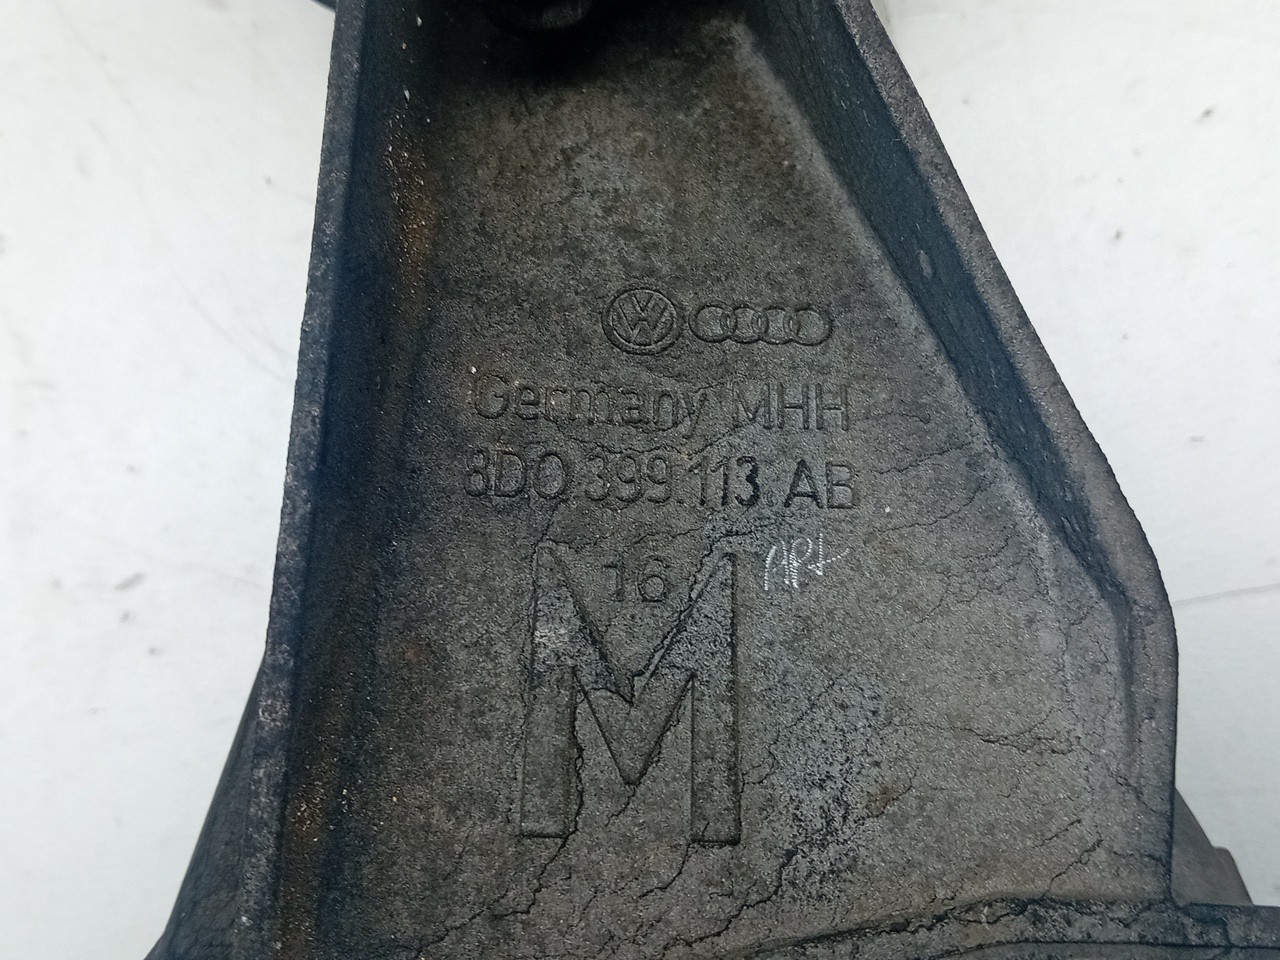 Germany MHH
8D0 399.113 AB
16
M